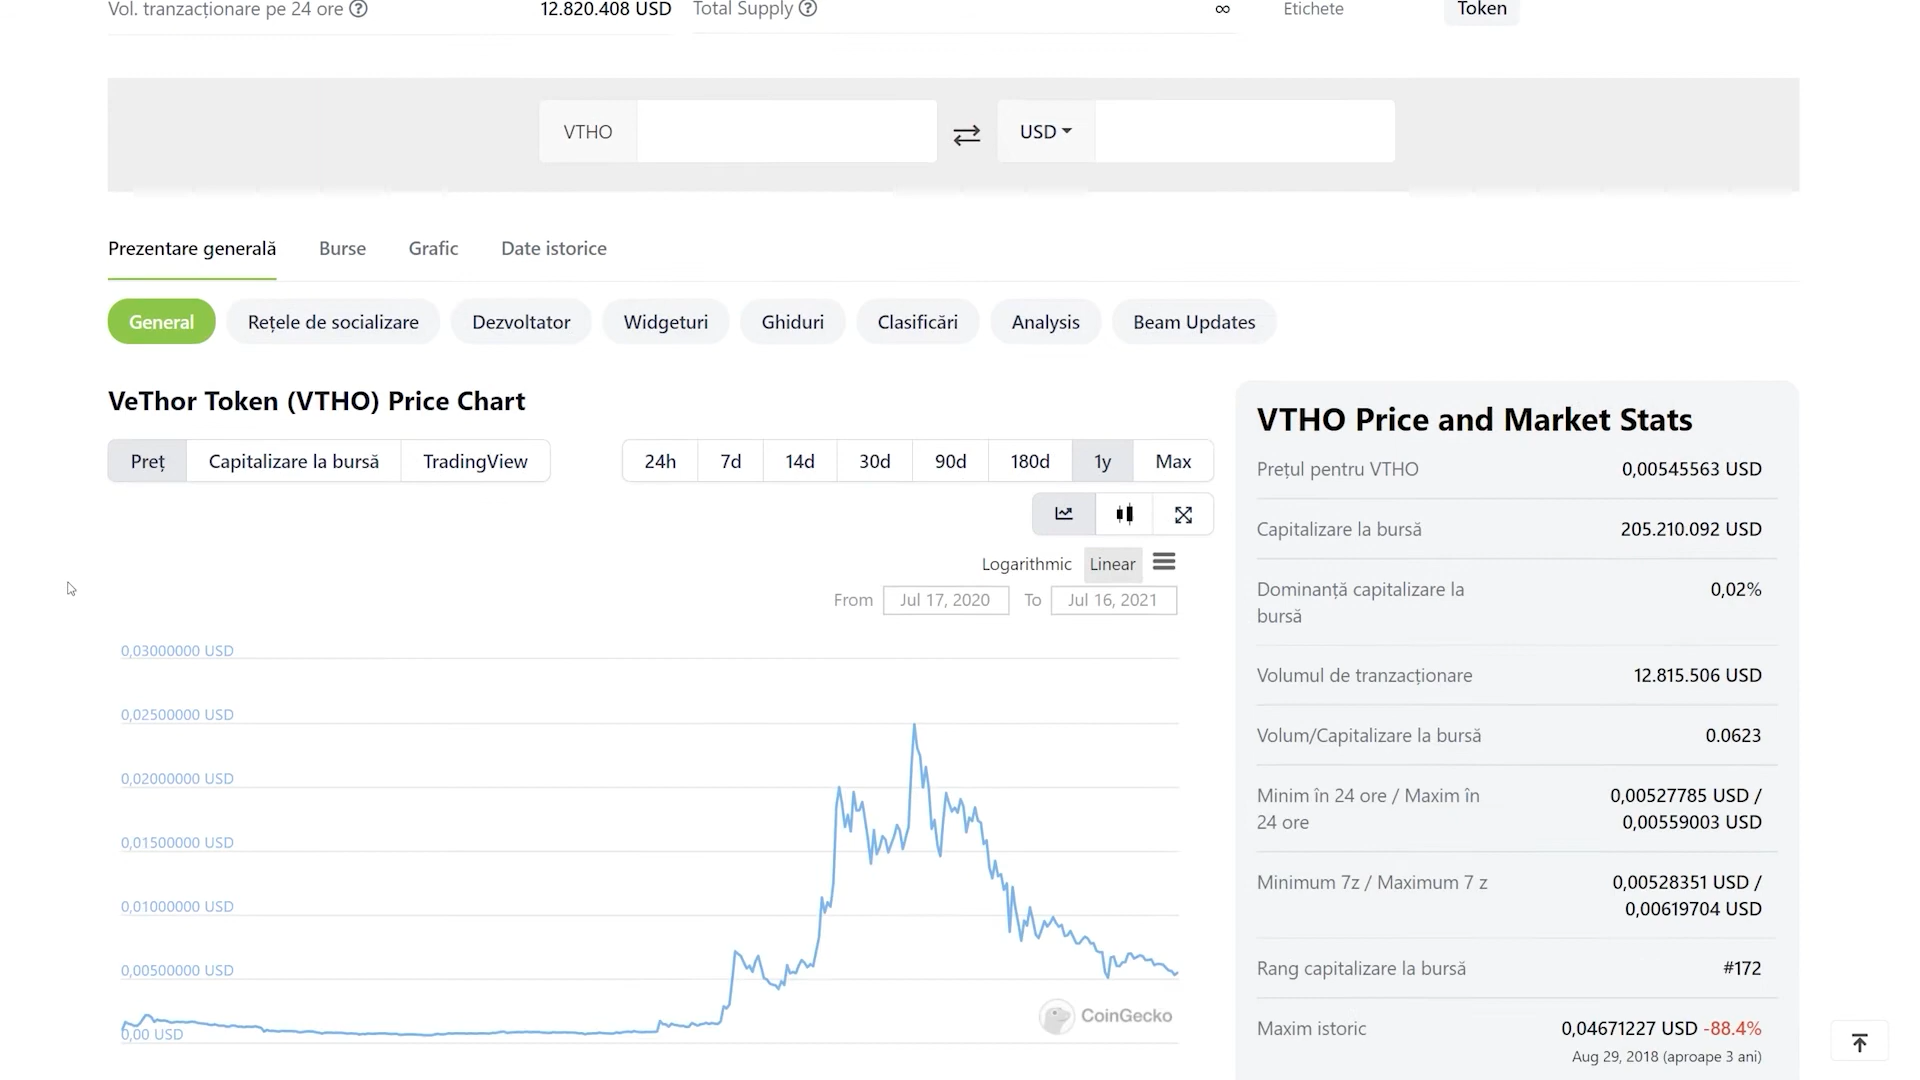 Vol. tranzacționare pe 24 ore 12.820.408 USD Total Supply ∞ Etichete Token
VTHO USD
Prezentare generală Burse Grafic Date istorice
General Rețele de socializare Dezvoltator Widgeturi Ghiduri Clasificări Analysis Beam Updates
VeThor Token (VTHO) Price Chart
Preț Capitalizare la bursă TradingView 24h 7d 14d 30d 90d 180d 1y Max
Logarithmic Linear
From Jul 17, 2020 To Jul 16, 2021
0,03000000 USD
0,02500000 USD
0,02000000 USD
0,01500000 USD
0,01000000 USD
0,00500000 USD
0,00 USD
CoinGecko
VTHO Price and Market Stats
Prețul pentru VTHO 0,00545563 USD
Capitalizare la bursă 205.210.092 USD
Dominanță capitalizare la 0,02%
bursă
Volumul de tranzacționare 12.815.506 USD
Volum/Capitalizare la bursă 0.0623
Minim în 24 ore / Maxim în 0,00527785 USD /
24 ore 0,00559003 USD
Minimum 7z / Maximum 7 z 0,00528351 USD /
0,00619704 USD
Rang capitalizare la bursă #172
Maxim istoric 0,04671227 USD -88.4%
Aug 29, 2018 (aproape 3 ani)